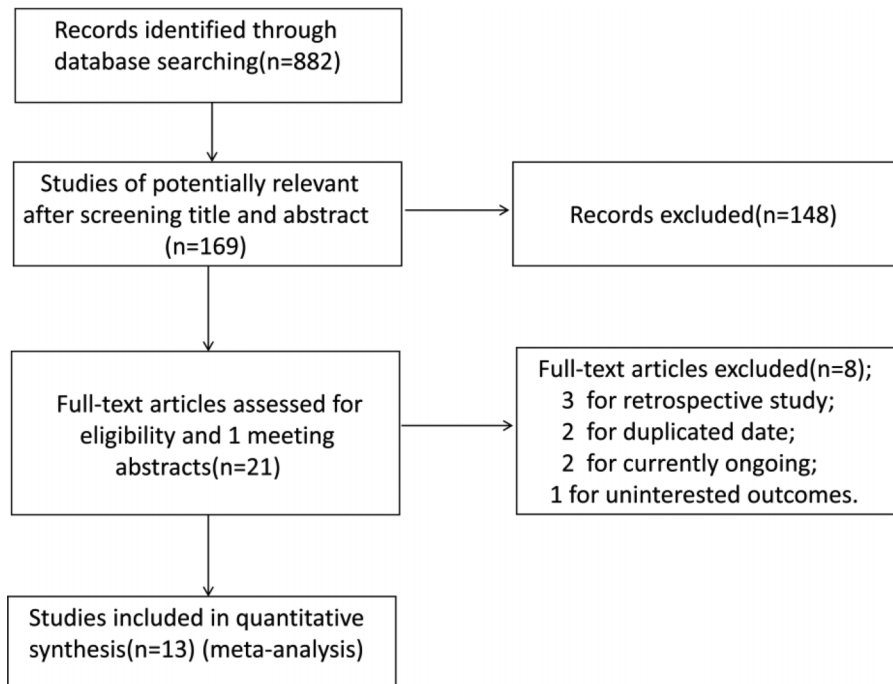 Records identified through
database searching(n=882)
Studies of potentially relevant
after screening title and abstract
(n=169)
Records excluded(n=148)
Full-text articles assessed for
eligibility and 1 meeting
abstracts(n=21)
Full-text articles excluded(n=8);
3 for retrospective study;
2 for duplicated date;
2 for currently ongoing;
1 for uninterested outcomes.
Studies included in quantitative
synthesis(n=13) (meta-analysis)